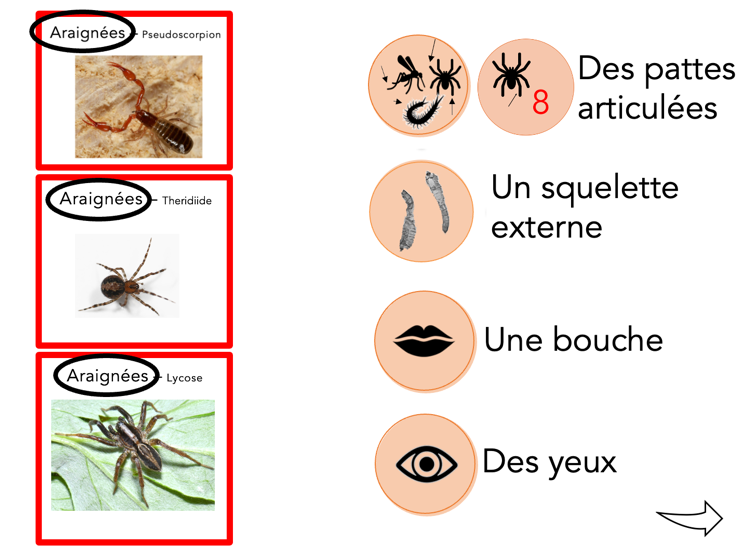 Araignées - Pseudoscorpion
Araignées - Theridiide
Araignées - Lycose
8
Des pattes
articulées
Un squelette
externe
Une bouche
Des yeux